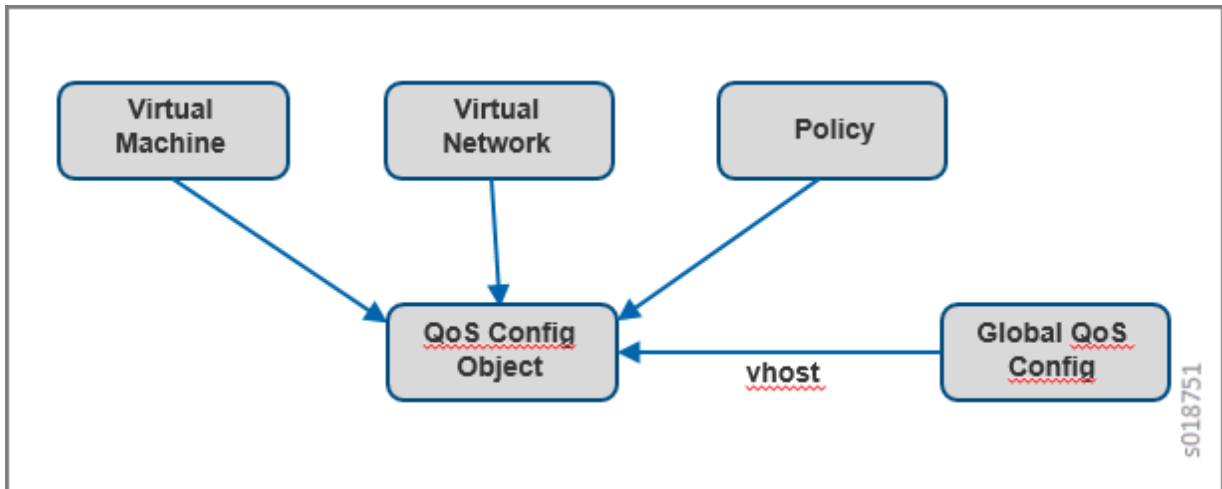 Virtual
Machine
Virtual
Network
Policy
QoS Config
Object
vhost
Global QoS
Config
s018751